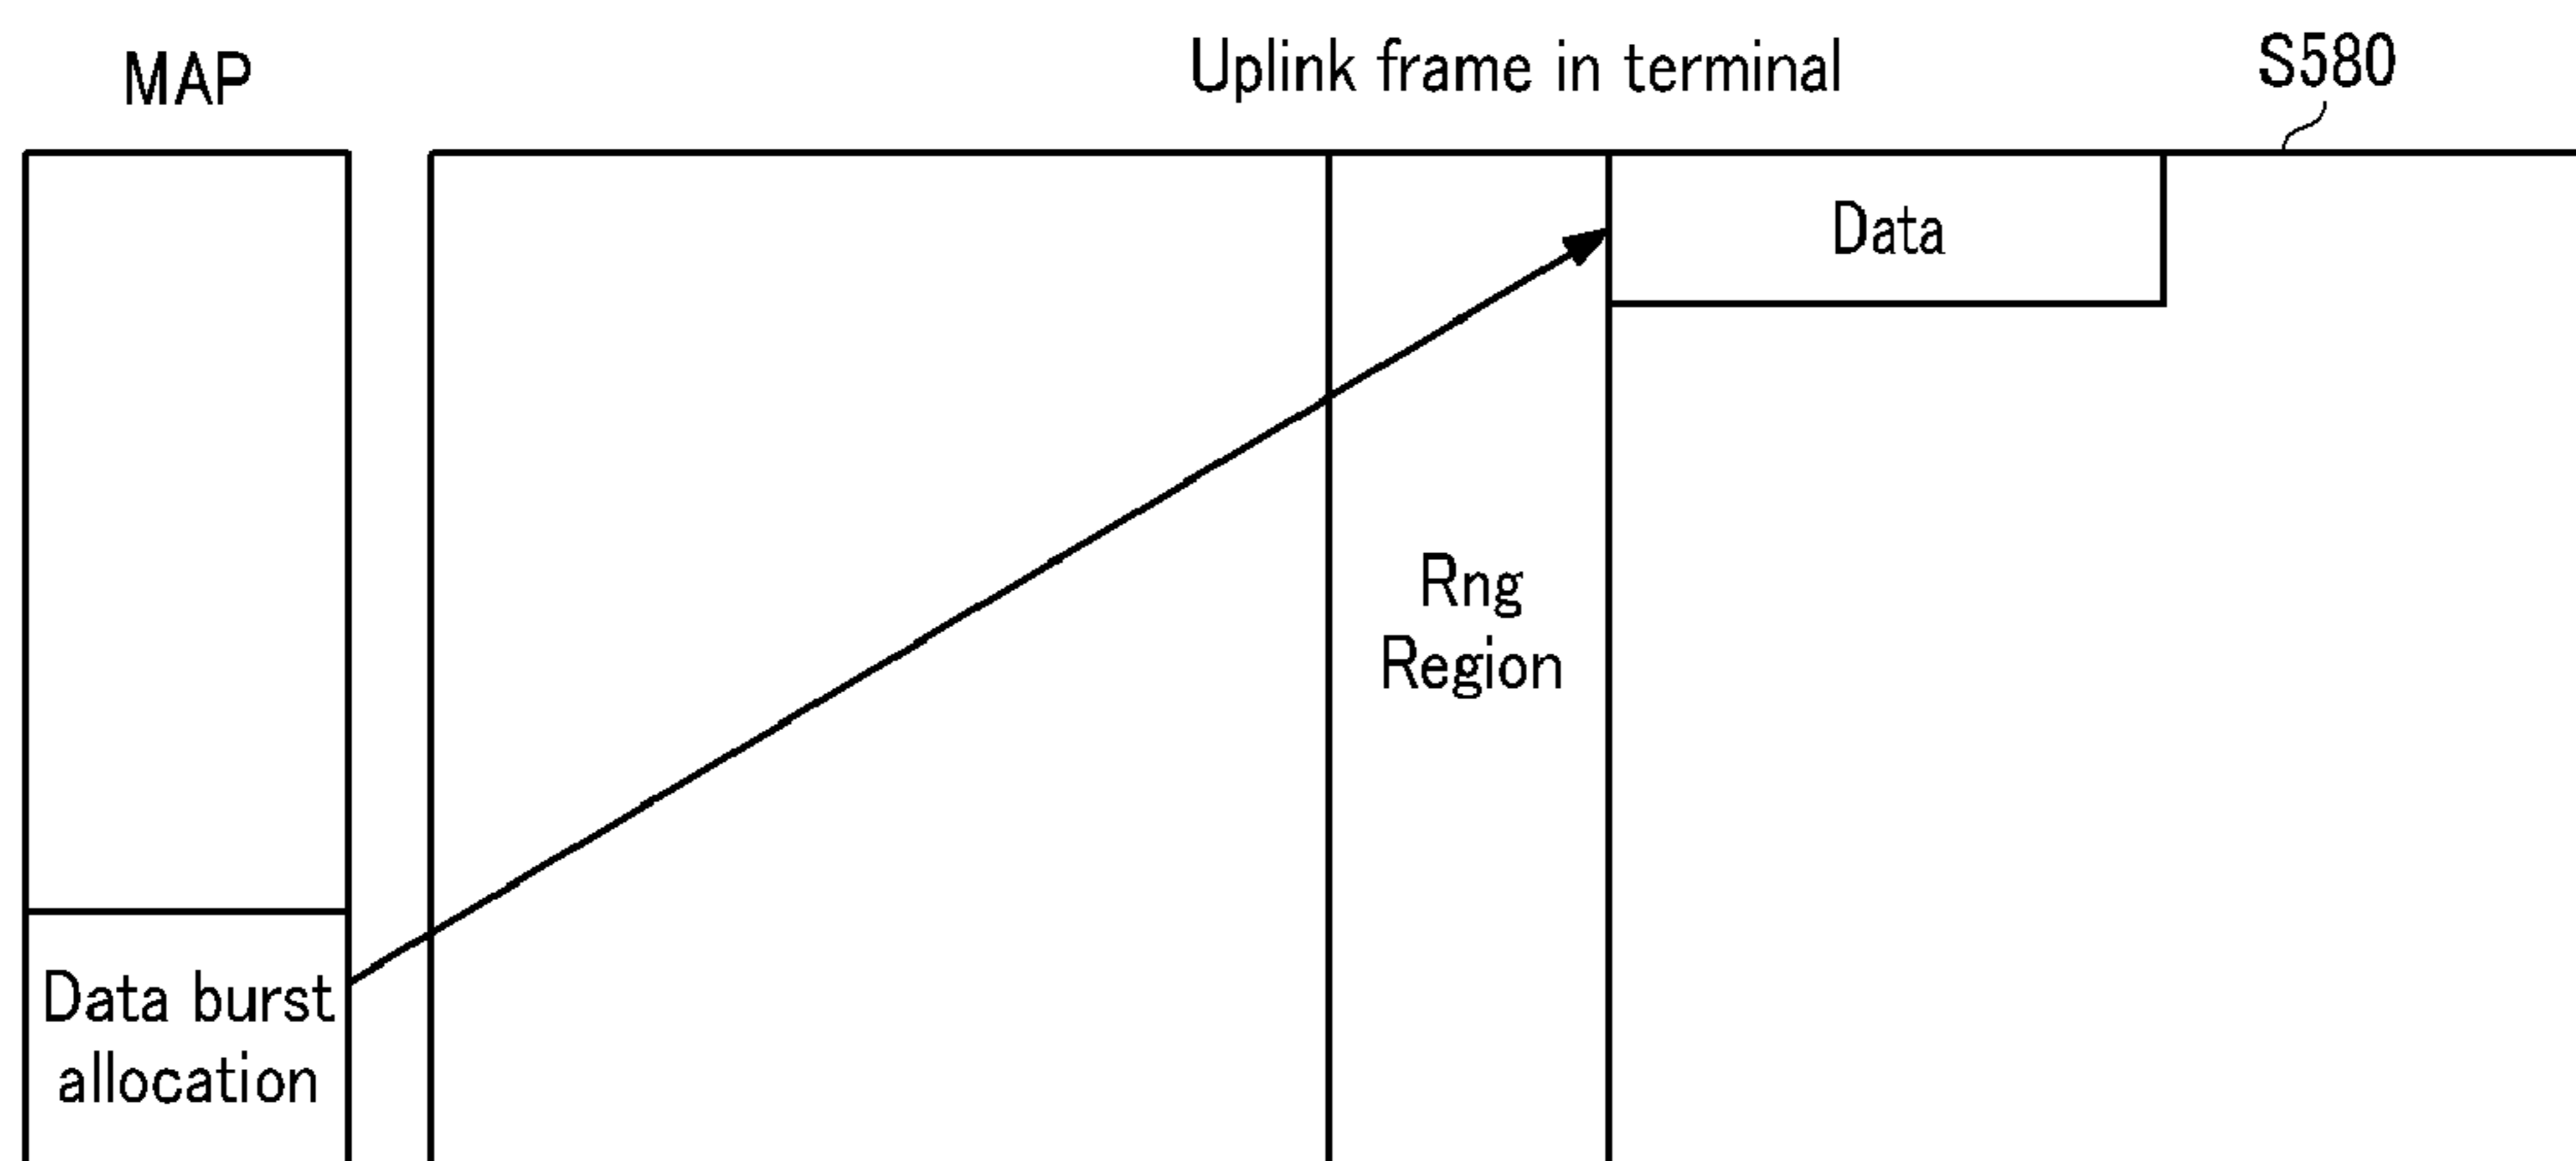 MAP
Uplink frame in terminal
S580
Data
Rng
Region
Data burst
allocation